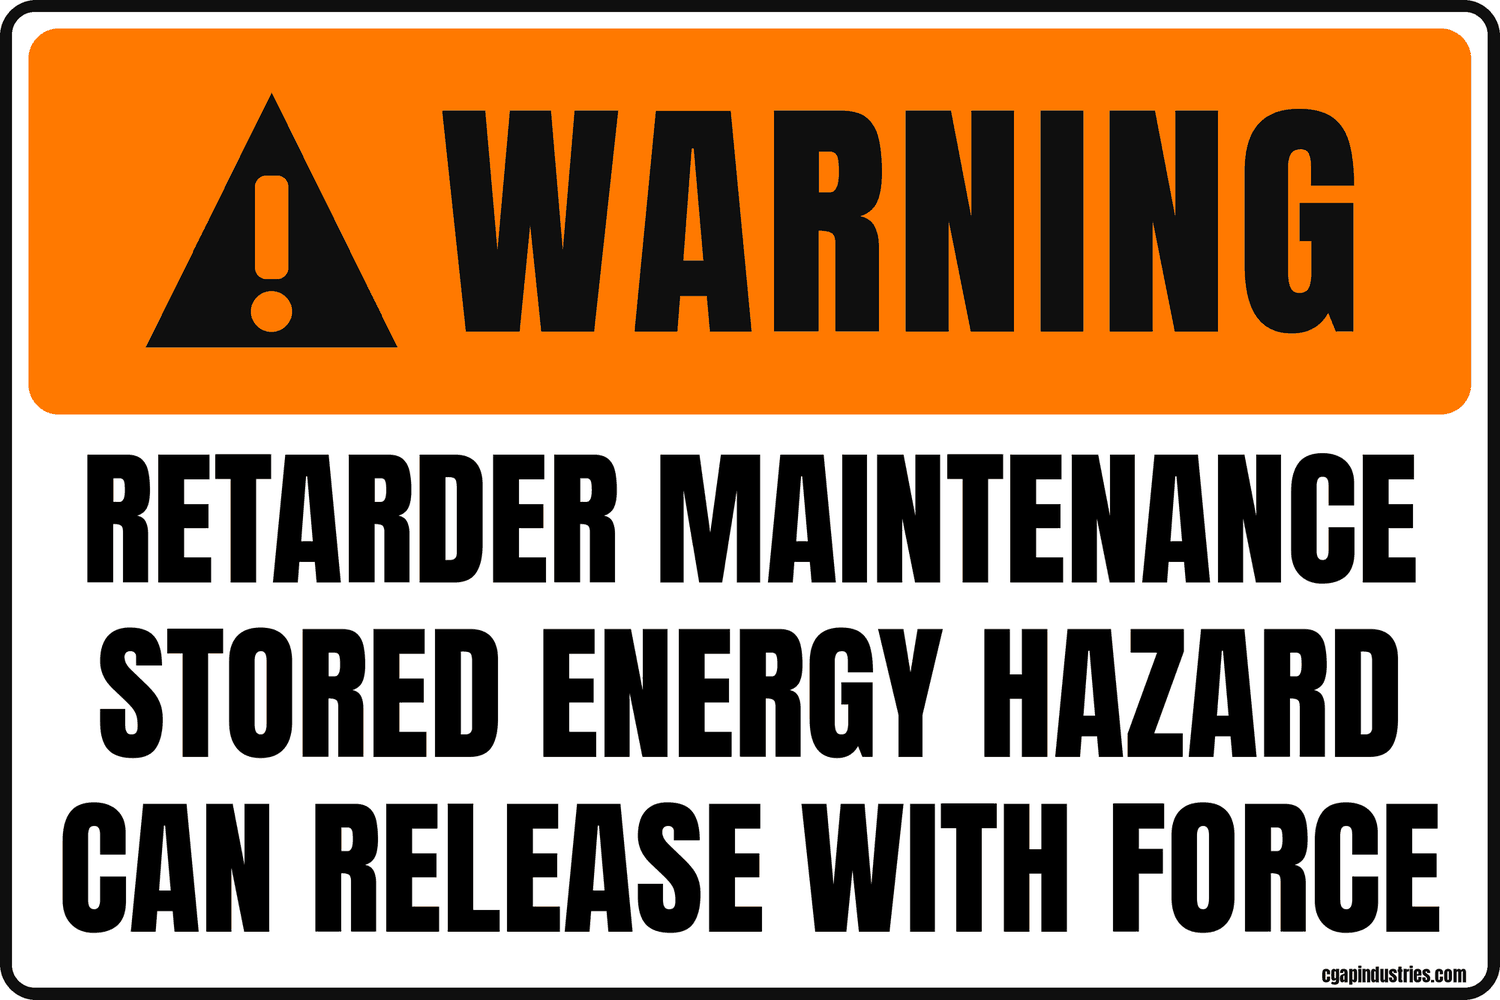 WARNING
RETARDER MAINTENANCE
STORED ENERGY HAZARD
CAN RELEASE WITH FORCE
cgapindustries.com